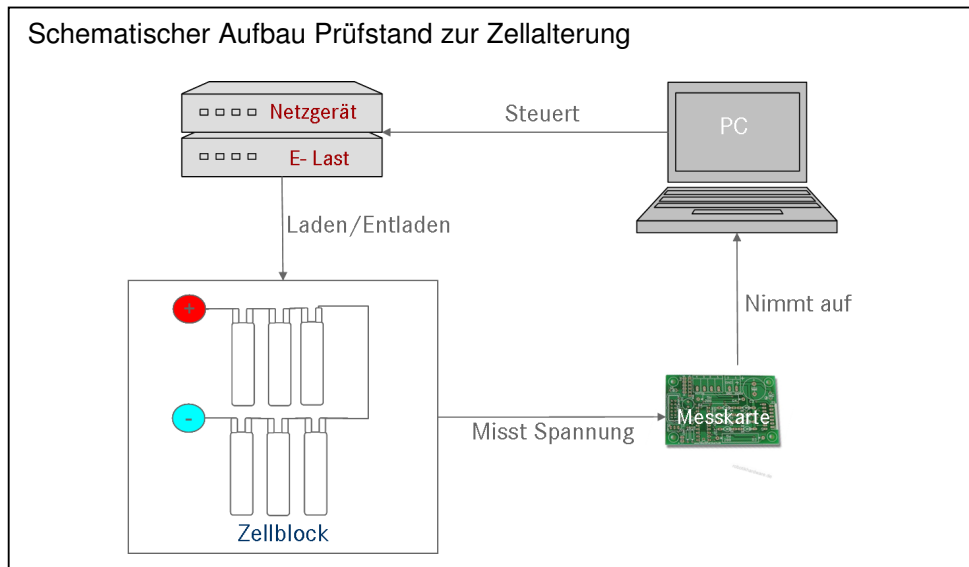 Schematischer Aufbau Prüfstand zur Zellalterung
Netzgerät
Steuert
PC
E- Last
Laden/Entladen
+
Nimmt auf
-
Misst Spannung
Messkarte
Zellblock